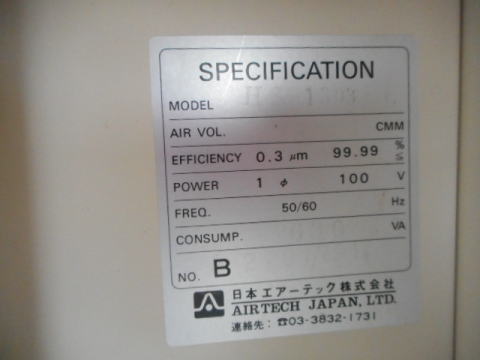 SPECIFICATION
MODEL
AIR VOL. CMM
EFFICIENCY 0.3 μm 99.99 % ≦
POWER 1 φ 100 V
FREQ. 50/60 Hz
CONSUMP. VA
NO. B
日本エアーテック株式会社
AIRTECH JAPAN, LTD.
連絡先：☎03-3832-1731